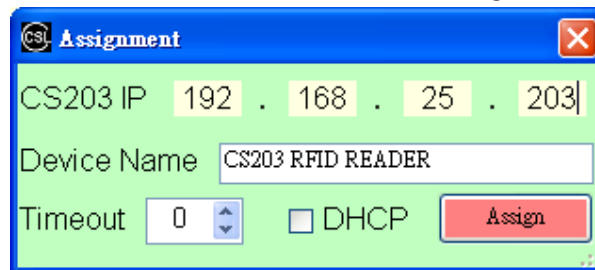 CSL Assignment
CS203 IP 192 . 168 . 25 . 203
Device Name CS203 RFID READER
Timeout 0 DHCP Assign